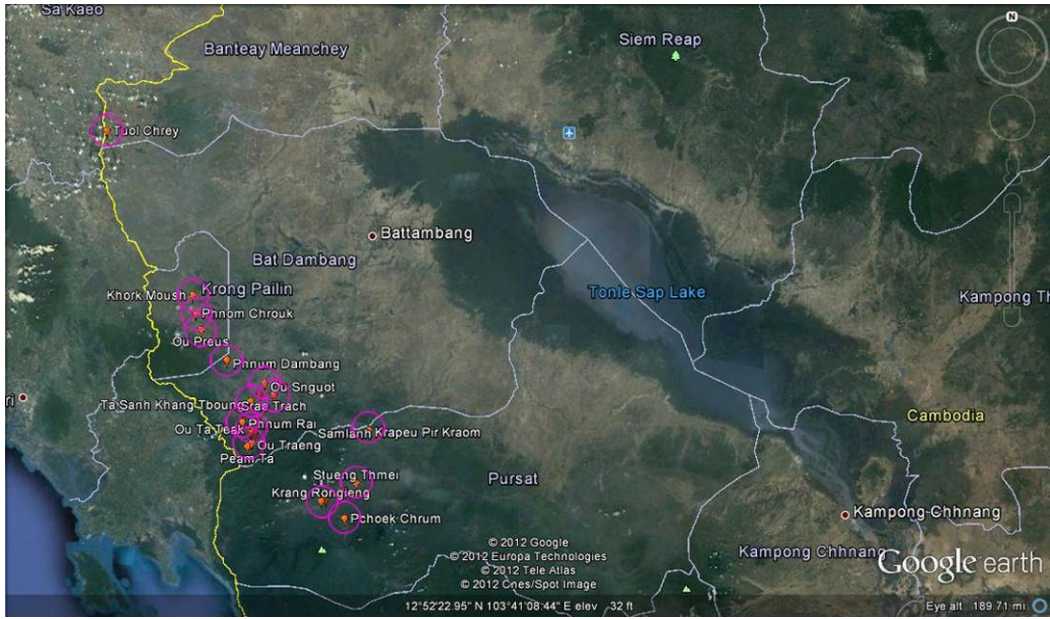 Sa Kaeo
Banteay Meanchey
Siem Reap
N
Tuol Chrey
Battambang
Bat Dambang
Khork Moush
Krong Pailin
Tonle Sap Lake
Phnom Chrouk
Kampong Th
Ou Preus
Phnum Dambang
Ou Snguot
ri
Ta Sanh Khang Tboung
Sras Trach
Cambodia
Phnum Rai
Ou Ta Teak
Samlanh Krapeu Pir Kraom
Ou Traeng
Peam Ta
Stueng Thmei
Pursat
Krang Rongieng
Pchoek Chrum
Kampong Chhnang
© 2012 Google
© 2012 Europa Technologies
© 2012 Tele Atlas
© 2012 Cnes/Spot Image
Kampong Chhnang
Google earth
12°52'22.95" N 103°41'08.44" E elev -32 ft
Eye alt 189.71 mi